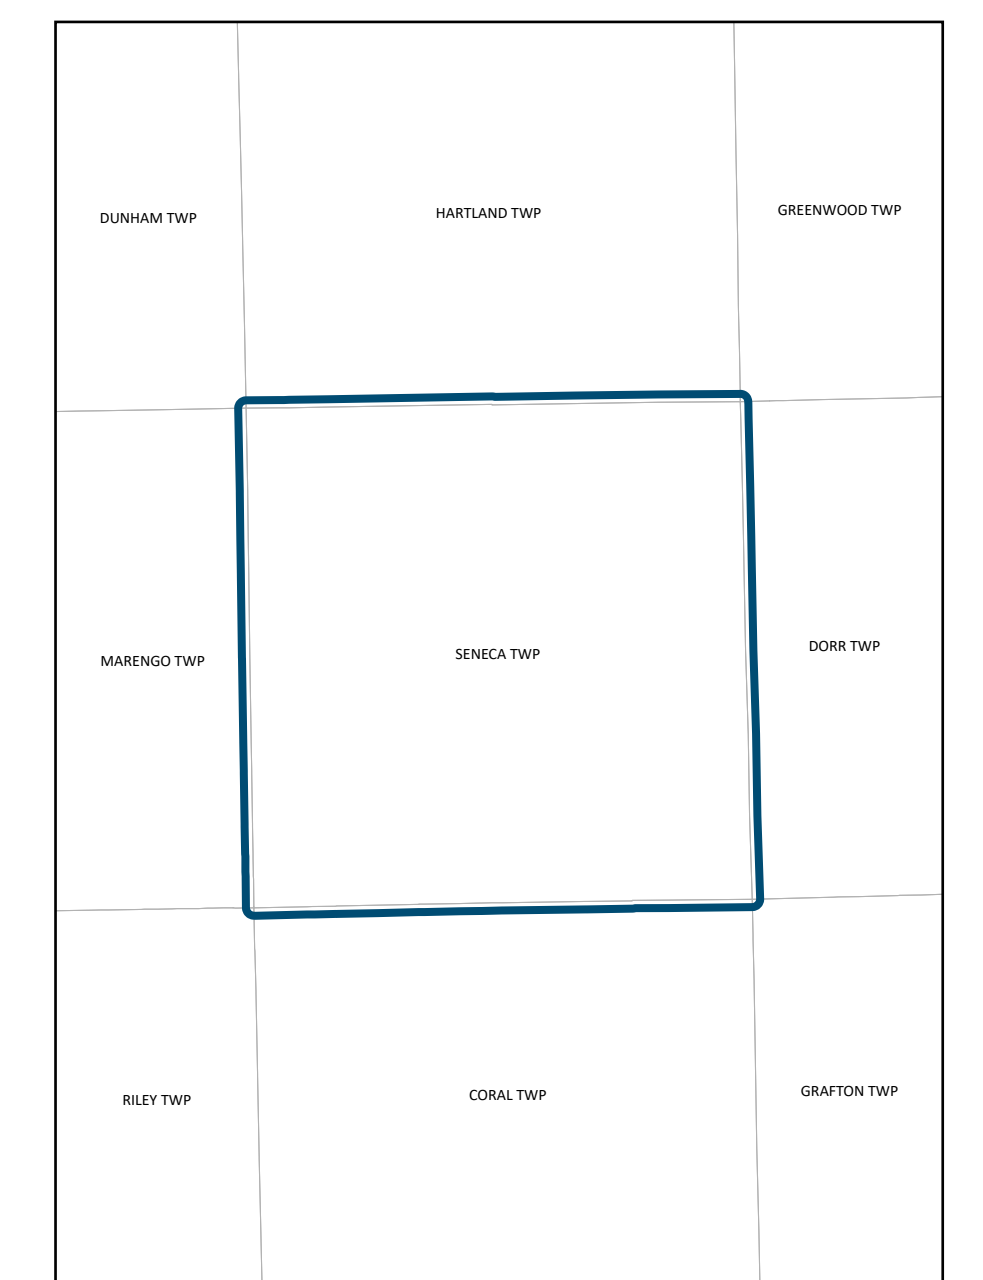 DUNHAM TWP
HARTLAND TWP
GREENWOOD TWP
MARENGO TWP
SENECA TWP
DORR TWP
RILEY TWP
CORAL TWP
GRAFTON TWP